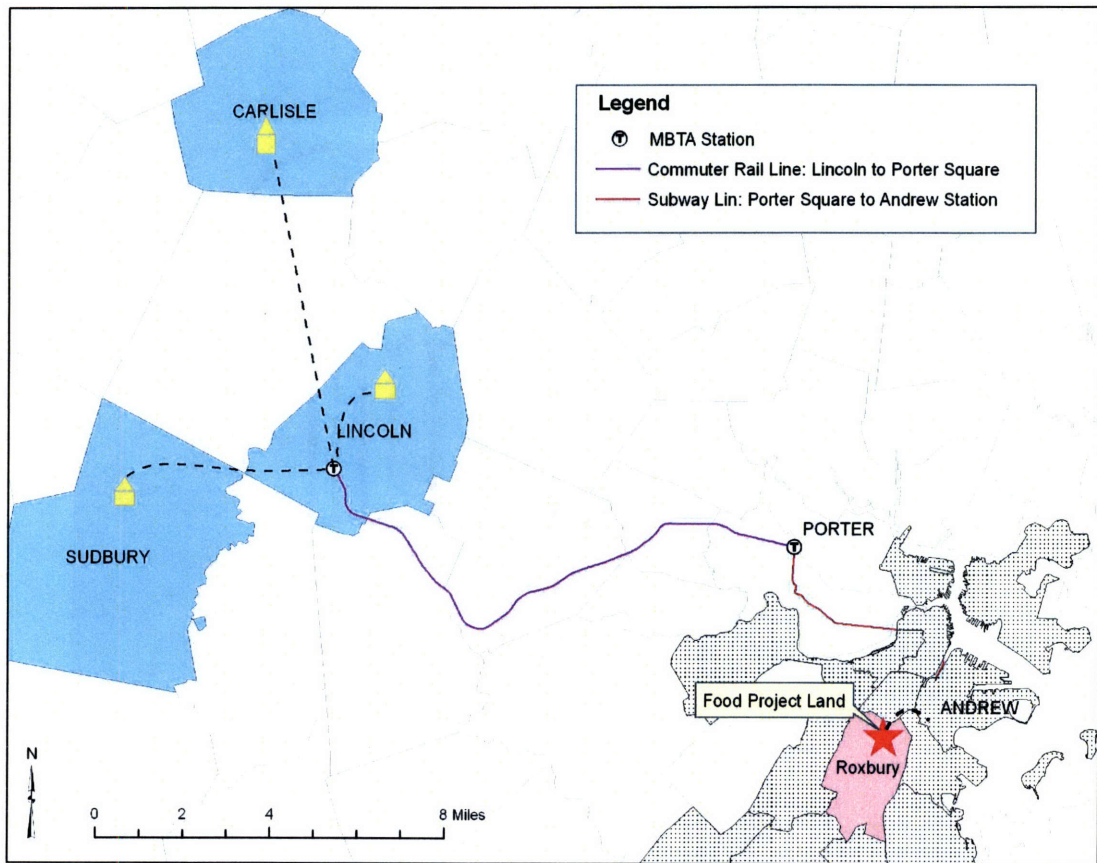 CARLISLE
Legend
T MBTA Station
Commuter Rail Line: Lincoln to Porter Square
Subway Lin: Porter Square to Andrew Station
LINCOLN
T
SUDBURY
PORTER
T
Food Project Land
ANDREW
Roxbury
N
0 2 4 8 Miles